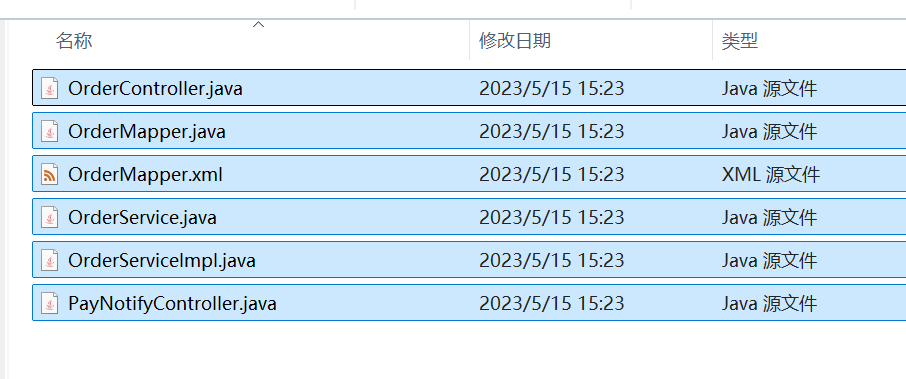 名称 修改日期 类型
OrderController.java 2023/5/15 15:23 Java 源文件
OrderMapper.java 2023/5/15 15:23 Java 源文件
OrderMapper.xml 2023/5/15 15:23 XML 源文件
OrderService.java 2023/5/15 15:23 Java 源文件
OrderServiceImpl.java 2023/5/15 15:23 Java 源文件
PayNotifyController.java 2023/5/15 15:23 Java 源文件